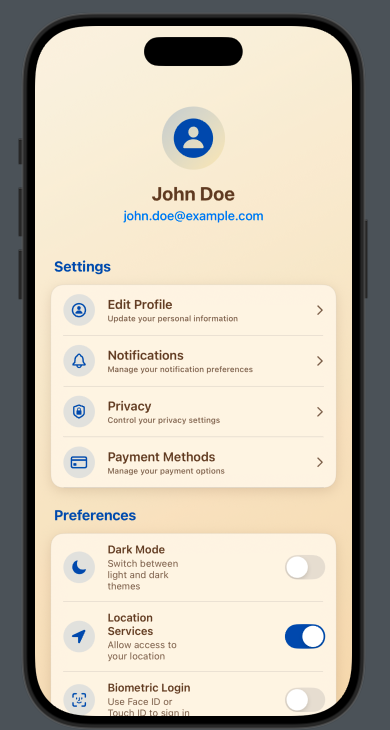 John Doe
john.doe@example.com
Settings
Edit Profile
Update your personal information
Notifications
Manage your notification preferences
Privacy
Control your privacy settings
Payment Methods
Manage your payment options
Preferences
Dark Mode
Switch between
light and dark
themes
Location
Services
Allow access to
your location
Biometric Login
Use Face ID or
Touch ID to sign in